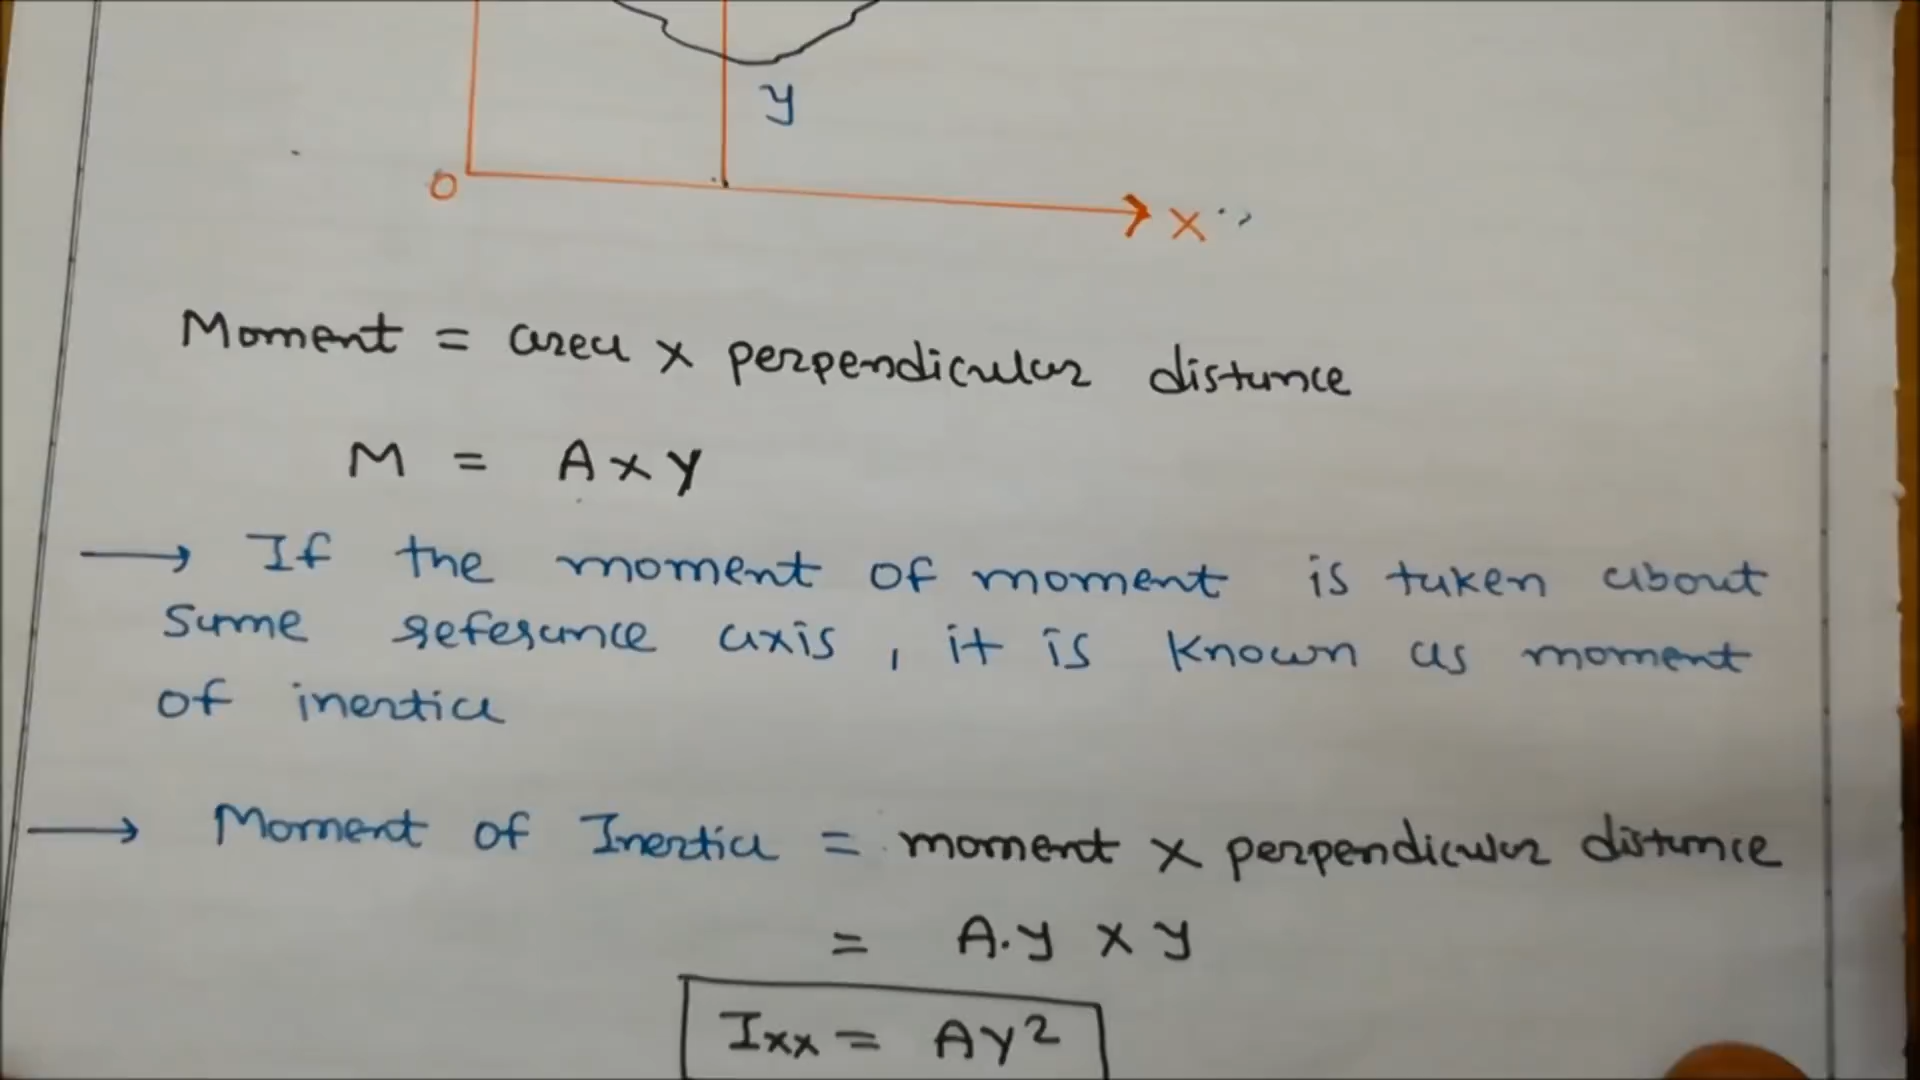 y
O
X
Moment = area x perpendicular distance
M = A x y
→ If the moment of moment is taken about
same referance axis, it is known as moment
of inertia
→ Moment of Inertia = moment x perpendicular distance
= A.y x y
Ixx = Ay²